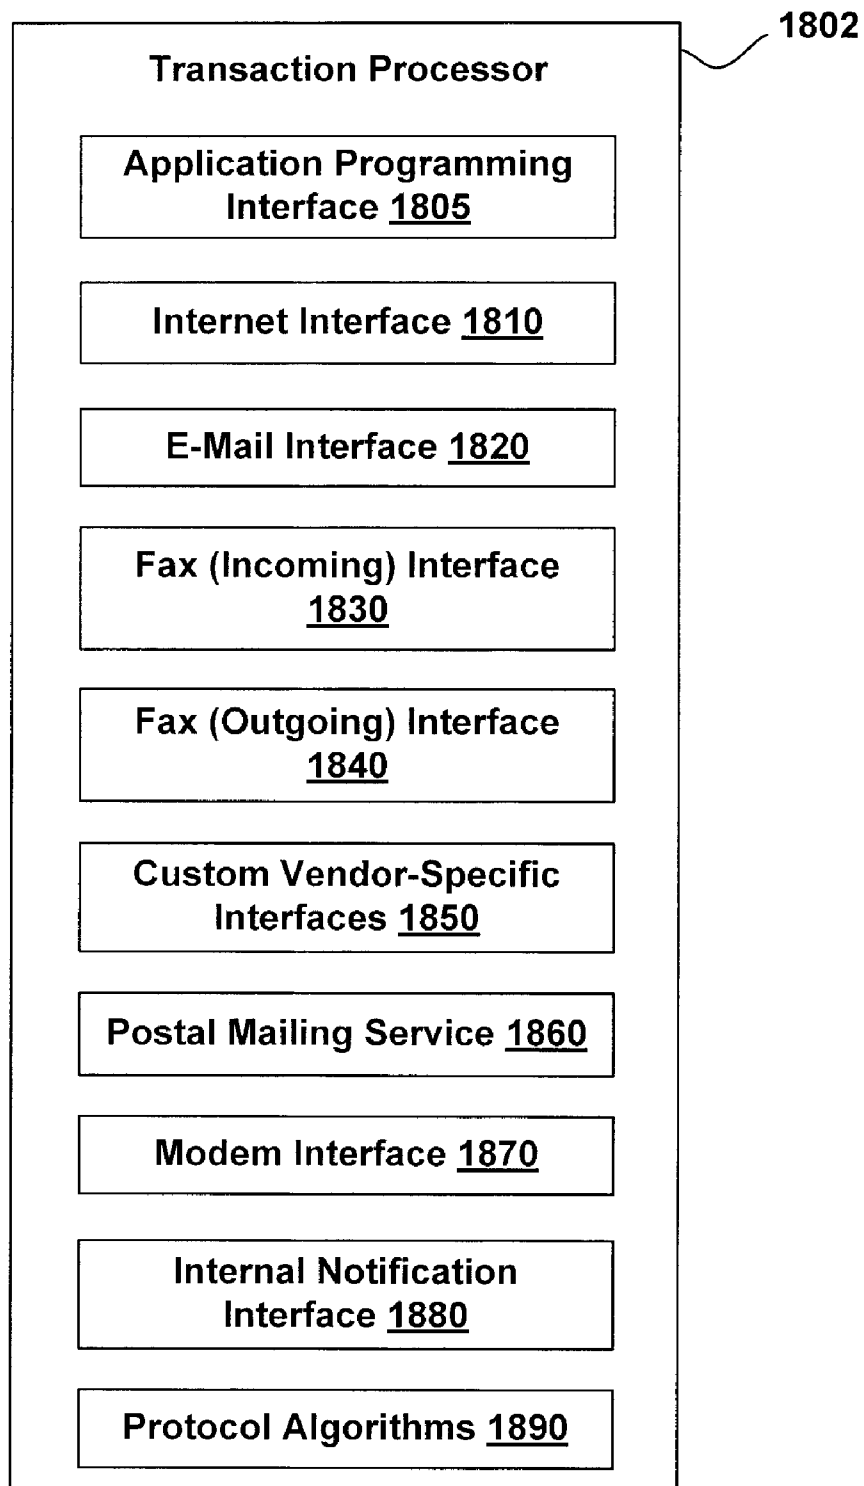 1802
Transaction Processor
Application Programming
Interface 1805
Internet Interface 1810
E-Mail Interface 1820
Fax (Incoming) Interface
1830
Fax (Outgoing) Interface
1840
Custom Vendor-Specific
Interfaces 1850
Postal Mailing Service 1860
Modem Interface 1870
Internal Notification
Interface 1880
Protocol Algorithms 1890